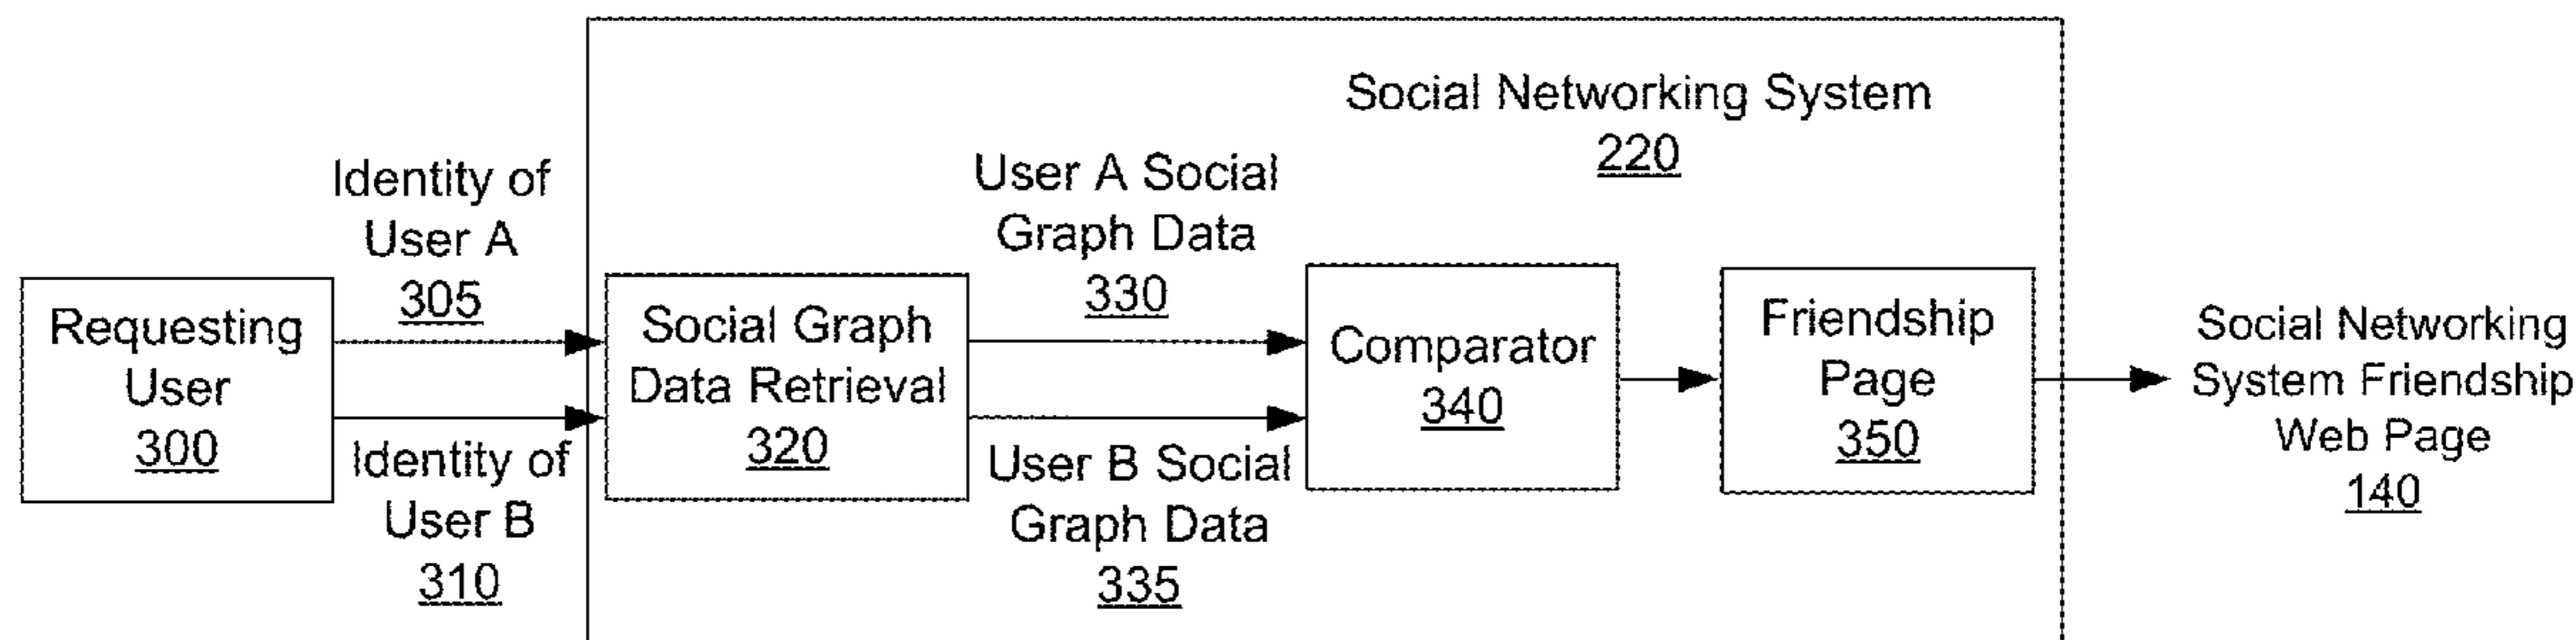 Social Networking System
220
Identity of
User A
305
User A Social
Graph Data
330
Requesting
User
300
Social Graph
Data Retrieval
320
Comparator
340
Friendship
Page
350
Social Networking
System Friendship
Web Page
140
Identity of
User B
310
User B Social
Graph Data
335